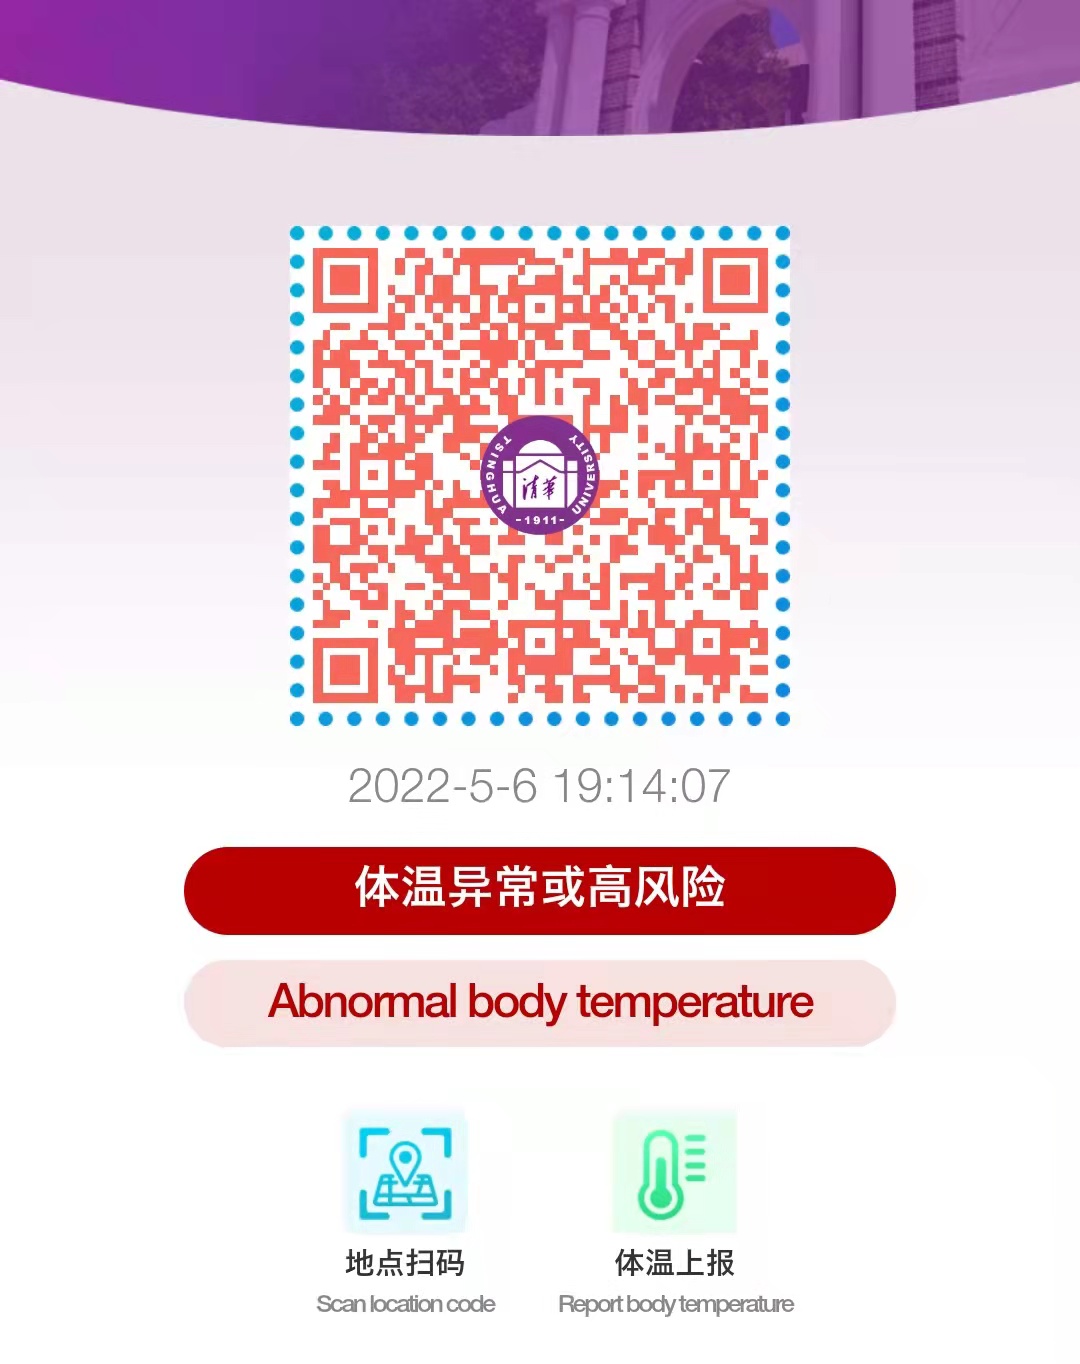 TSINGHUA UNIVERSITY
清华
-1911-
2022-5-6 19:14:07
体温异常或高风险
Abnormal body temperature
地点扫码
体温上报
Scan location code
Report body temperature